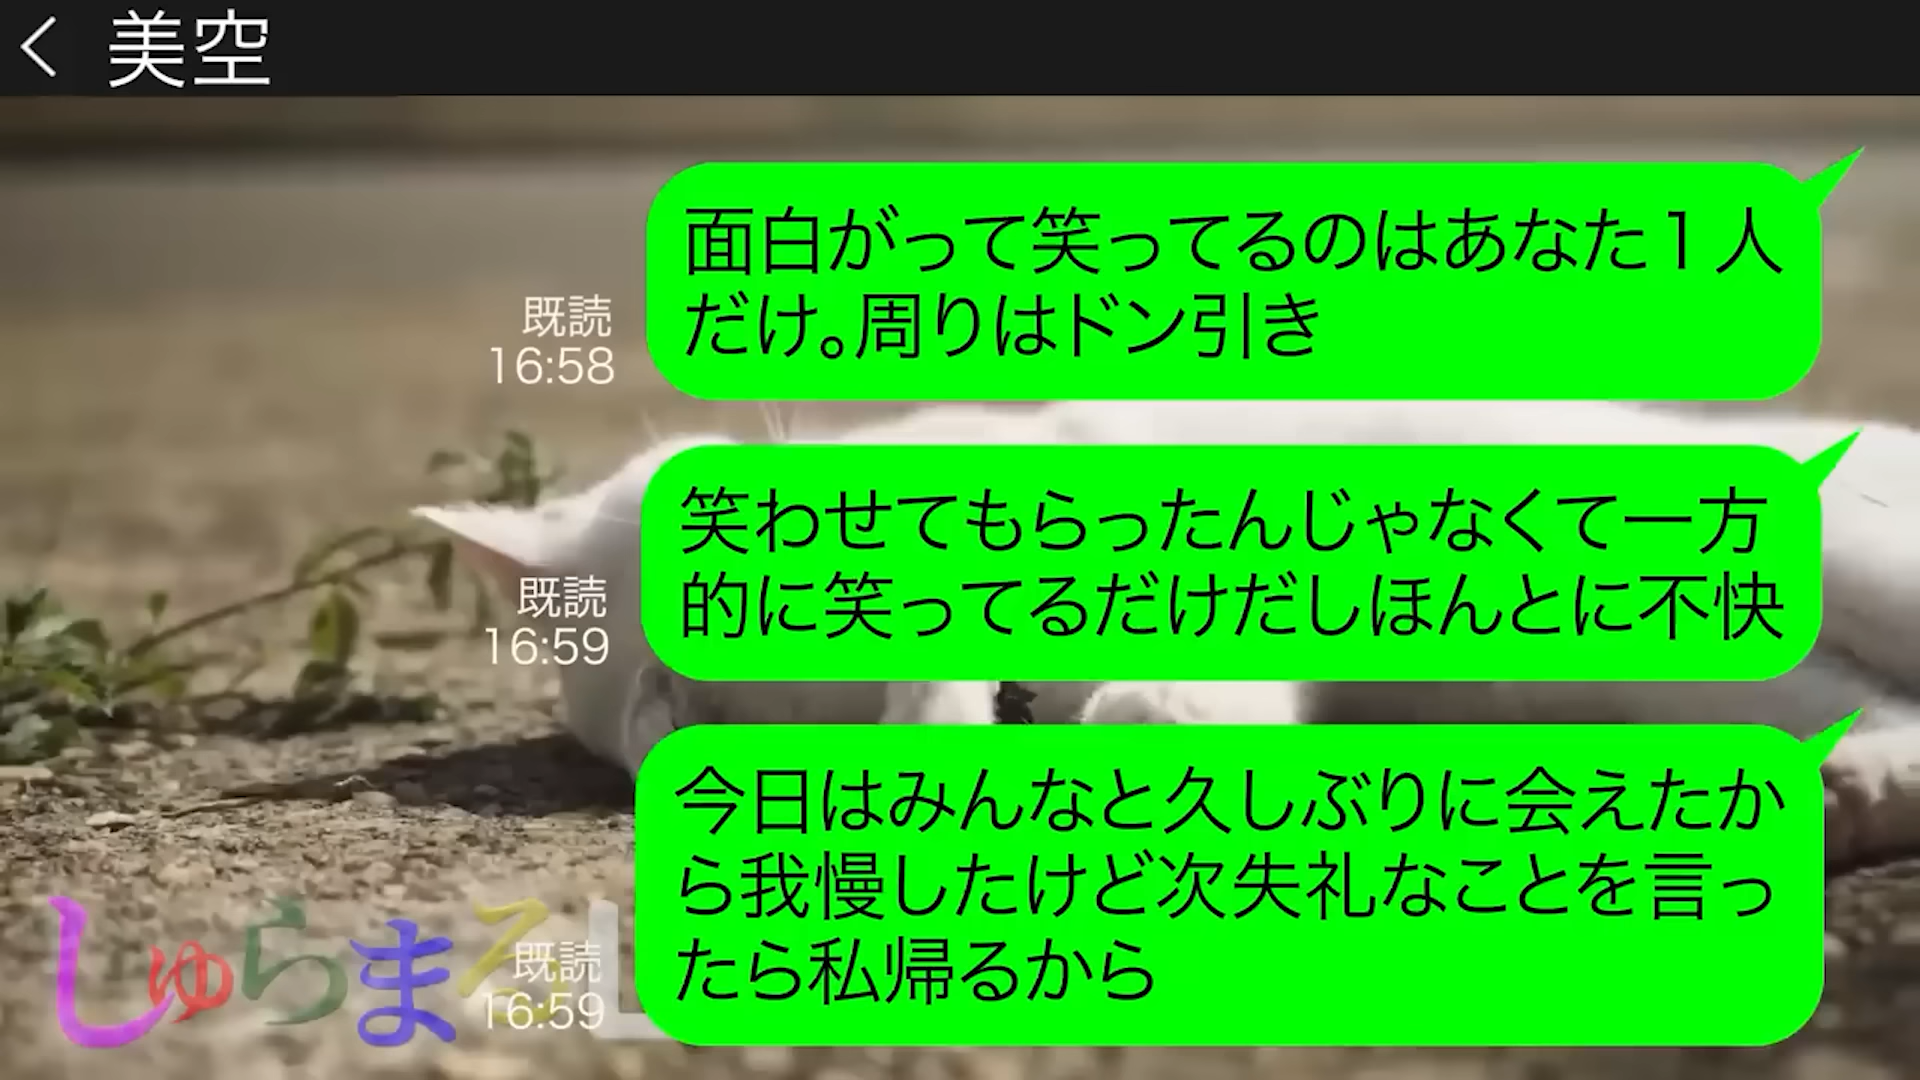 美空
面白がって笑ってるのはあなた1人
だけ。周りはドン引き
既読
16:58
笑わせてもらったんじゃなくて一方
的に笑ってるだけだしほんとに不快
既読
16:59
今日はみんなと久しぶりに会えたか
ら我慢したけど次失礼なことを言っ
たら私帰るから
既読
16:59
しゅらまる